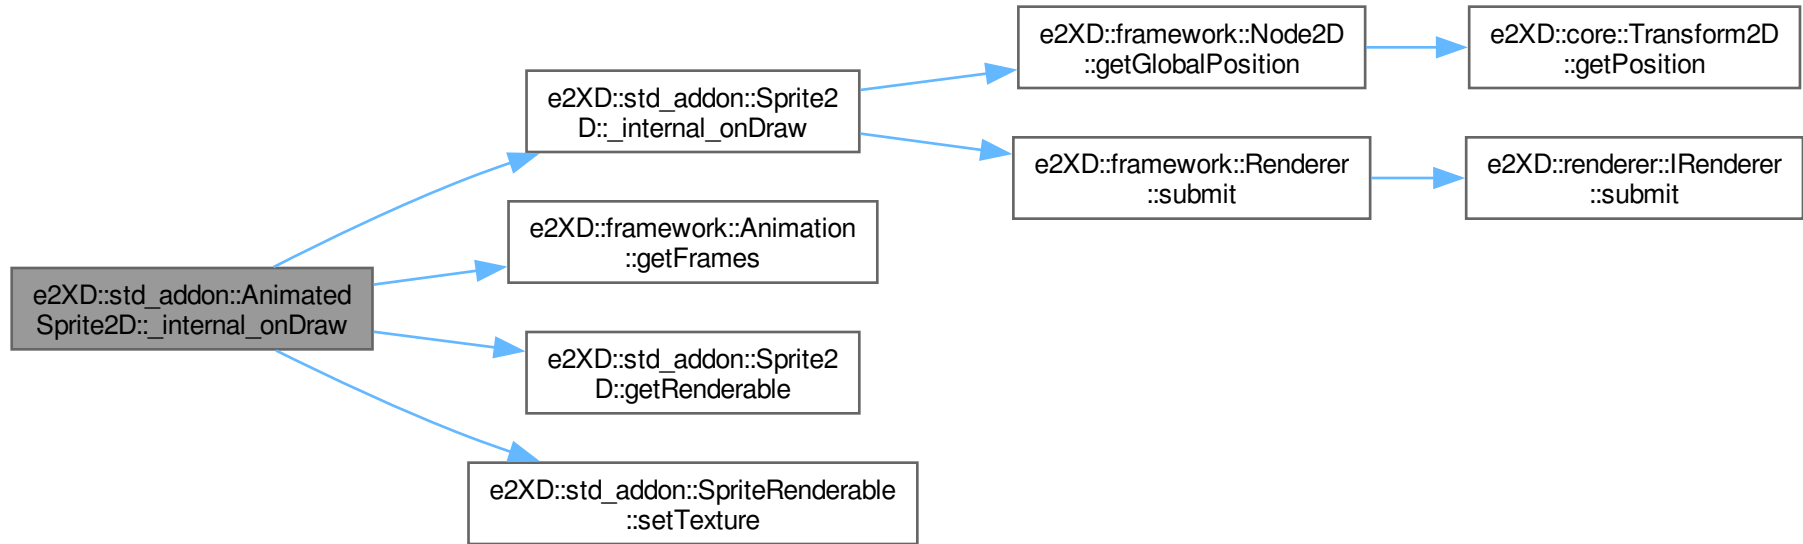 e2XD::std_addon::Animated
Sprite2D::_internal_onDraw
e2XD::std_addon::Sprite2
D::_internal_onDraw
e2XD::framework::Node2D
::getGlobalPosition
e2XD::core::Transform2D
::getPosition
e2XD::framework::Renderer
::submit
e2XD::renderer::IRenderer
::submit
e2XD::framework::Animation
::getFrames
e2XD::std_addon::Sprite2
D::getRenderable
e2XD::std_addon::SpriteRenderable
::setTexture